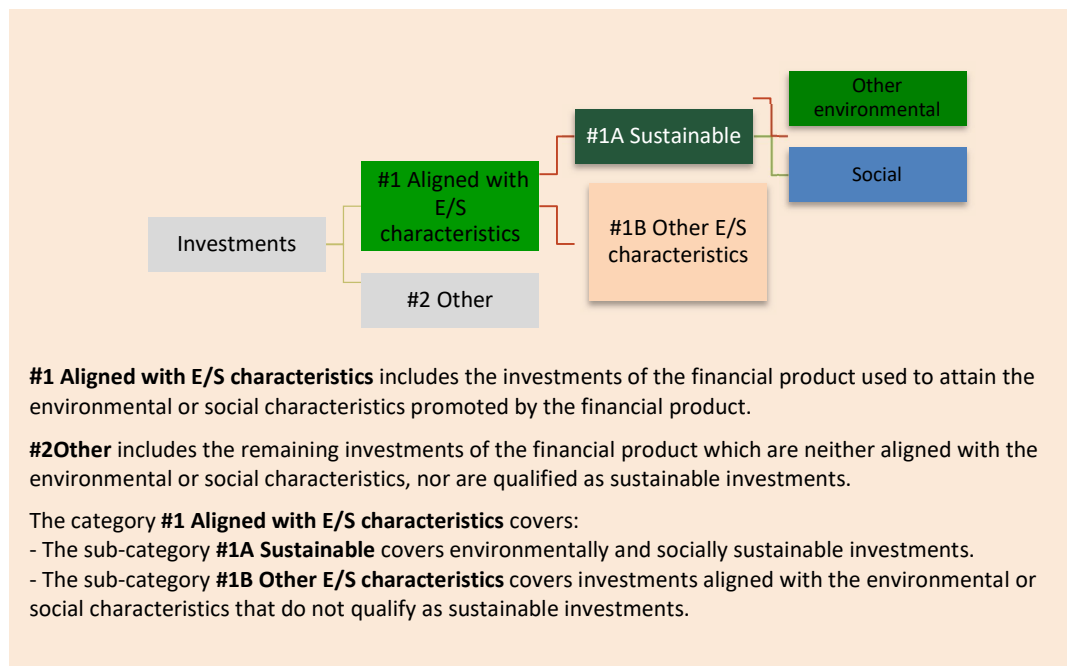 Other
environmental
#1A Sustainable
Social
#1 Aligned with
E/S
characteristics
#1B Other E/S
characteristics
Investments
#2 Other
#1 Aligned with E/S characteristics includes the investments of the financial product used to attain the
environmental or social characteristics promoted by the financial product.
#2Other includes the remaining investments of the financial product which are neither aligned with the
environmental or social characteristics, nor are qualified as sustainable investments.
The category #1 Aligned with E/S characteristics covers:
- The sub-category #1A Sustainable covers environmentally and socially sustainable investments.
- The sub-category #1B Other E/S characteristics covers investments aligned with the environmental or
social characteristics that do not qualify as sustainable investments.